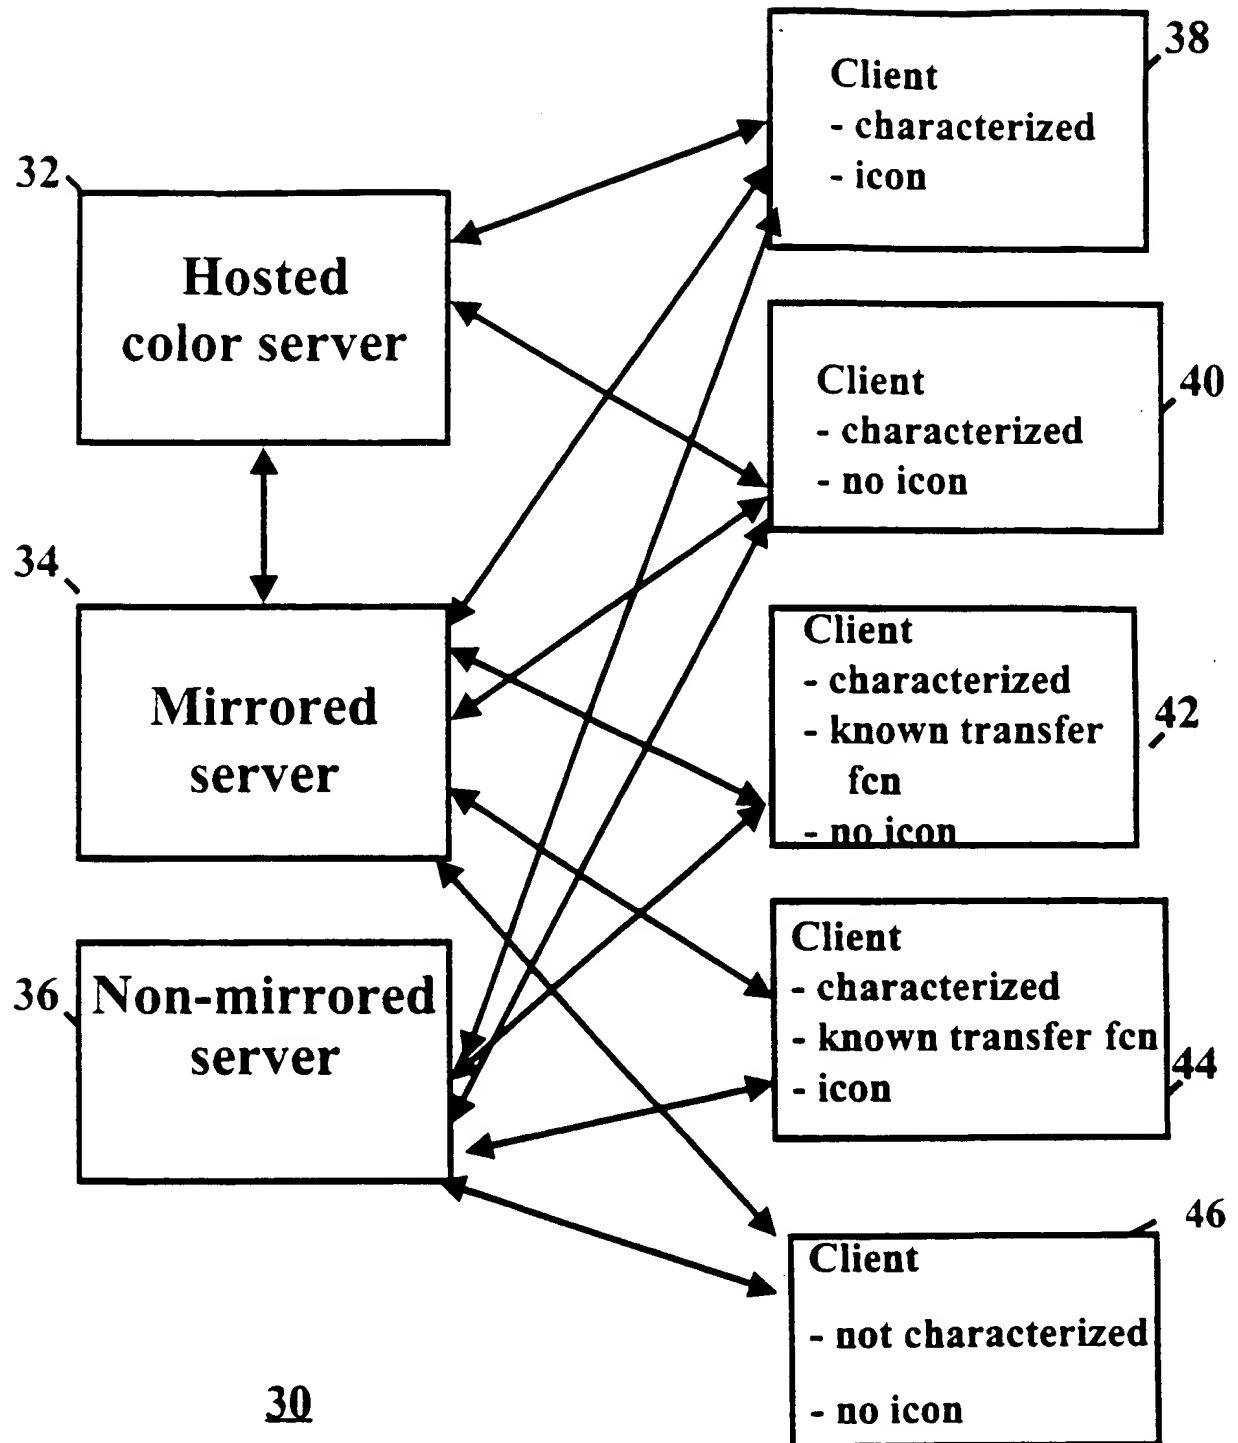 38
Client
- characterized
- icon
32
Hosted
color server
40
Client
- characterized
- no icon
34
Mirrored
server
42
Client
- characterized
- known transfer
fcn
- no icon
36
Non-mirrored
server
44
Client
- characterized
- known transfer fcn
- icon
46
Client
- not characterized
- no icon
30